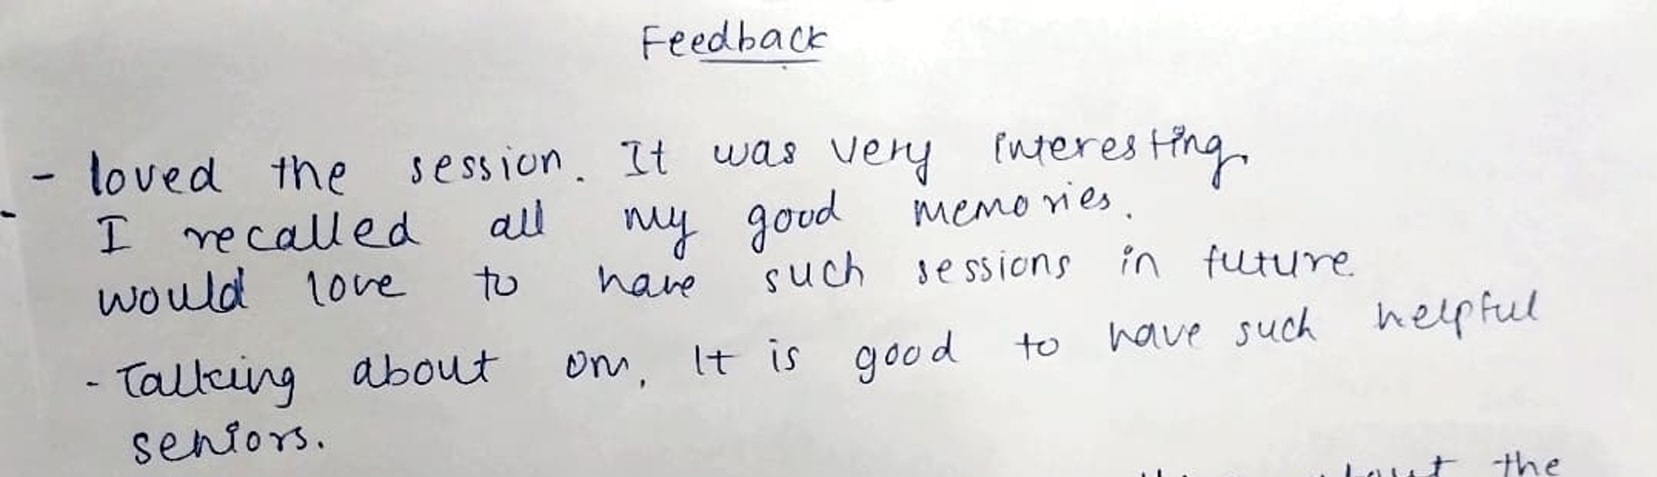 Feedback
- loved the session. It was very interesting.
I recalled all my good memories.
would love to have such sessions in future.
- Talking about om, It is good to have such helpful
seniors.
the